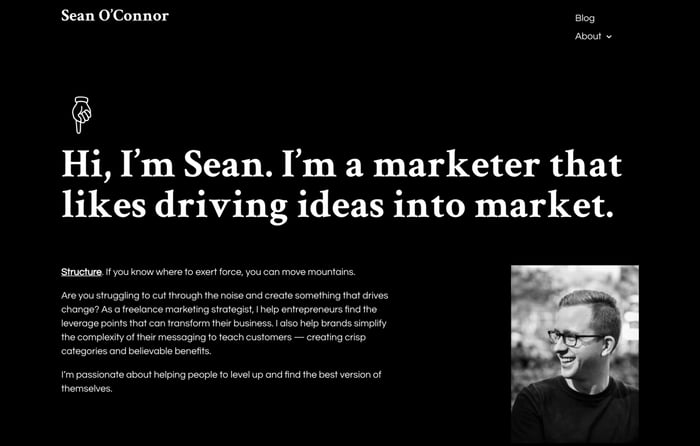 Sean O'Connor
Blog
About
Hi, I'm Sean. I'm a marketer that
likes driving ideas into market.
Structure. If you know where to exert force, you can move mountains.
Are you struggling to cut through the noise and create something that drives
change? As a freelance marketing strategist, I help entrepreneurs find the
leverage points that can transform their business. I also help brands simplify
the complexity of their messaging to teach customers — creating crisp
categories and believable benefits.
I'm passionate about helping people to level up and find the best version of
themselves.